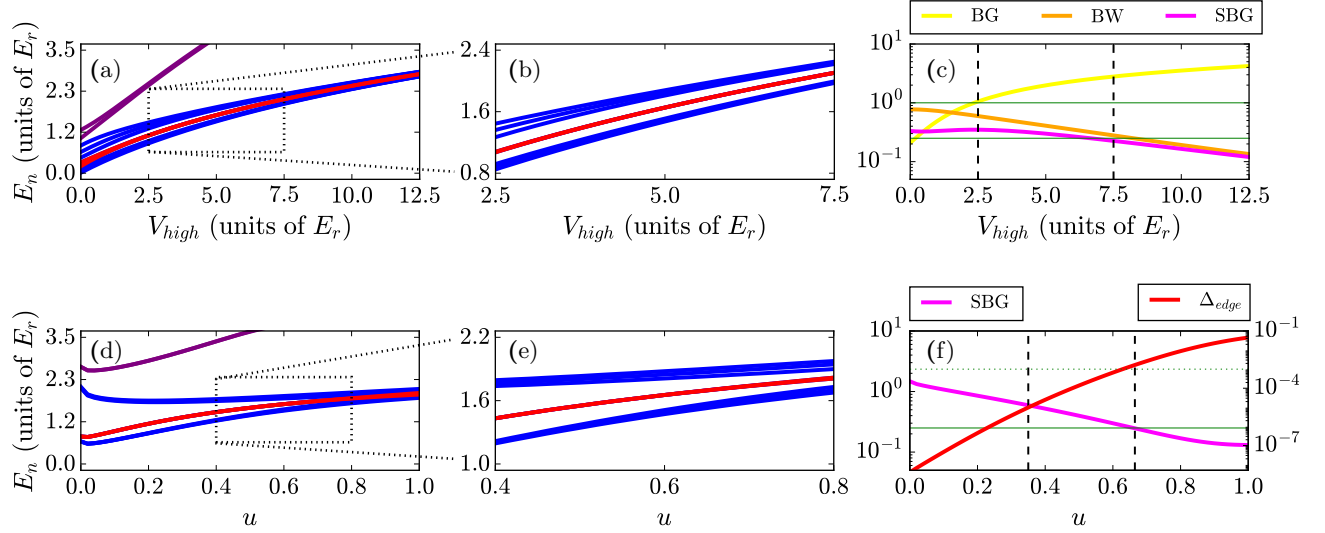 BG BW SBG
E_n (units of E_r)
3.5
2.3
1.2
0.0
(a)
0.0 2.5 5.0 7.5 10.0 12.5
V_high (units of E_r)
2.4
1.6
0.8
(b)
2.5 5.0 7.5
V_high (units of E_r)
10^1
10^0
10^−1
(c)
0.0 2.5 5.0 7.5 10.0 12.5
V_high (units of E_r)
SBG
Δ_edge
E_n (units of E_r)
3.5
2.3
1.2
0.0
(d)
0.0 0.2 0.4 0.6 0.8 1.0
u
2.2
1.6
1.0
(e)
0.4 0.6 0.8
u
10^1
10^0
10^−1
(f)
10^−1
10^−4
10^−7
0.0 0.2 0.4 0.6 0.8 1.0
u